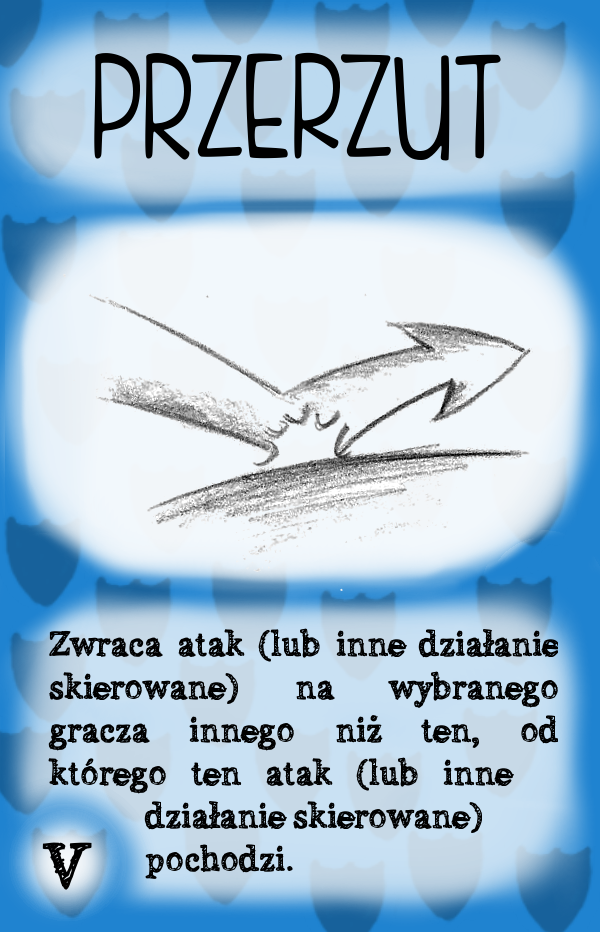 PRZERZUT
Zwraca atak (lub inne działanie
skierowane) na wybranego
gracza innego niż ten, od
którego ten atak (lub inne
działanie skierowane)
pochodzi.
V